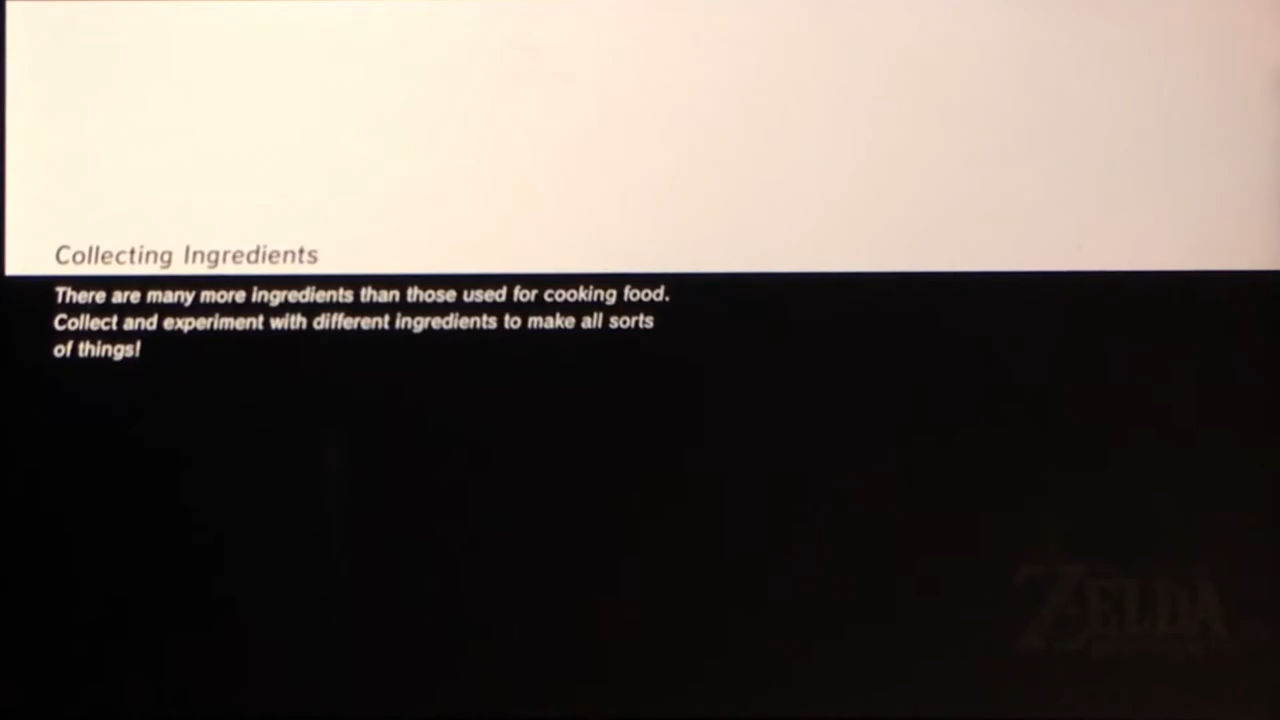 Collecting Ingredients
There are many more ingredients than those used for cooking food.
Collect and experiment with different ingredients to make all sorts
of things!
ZELDA